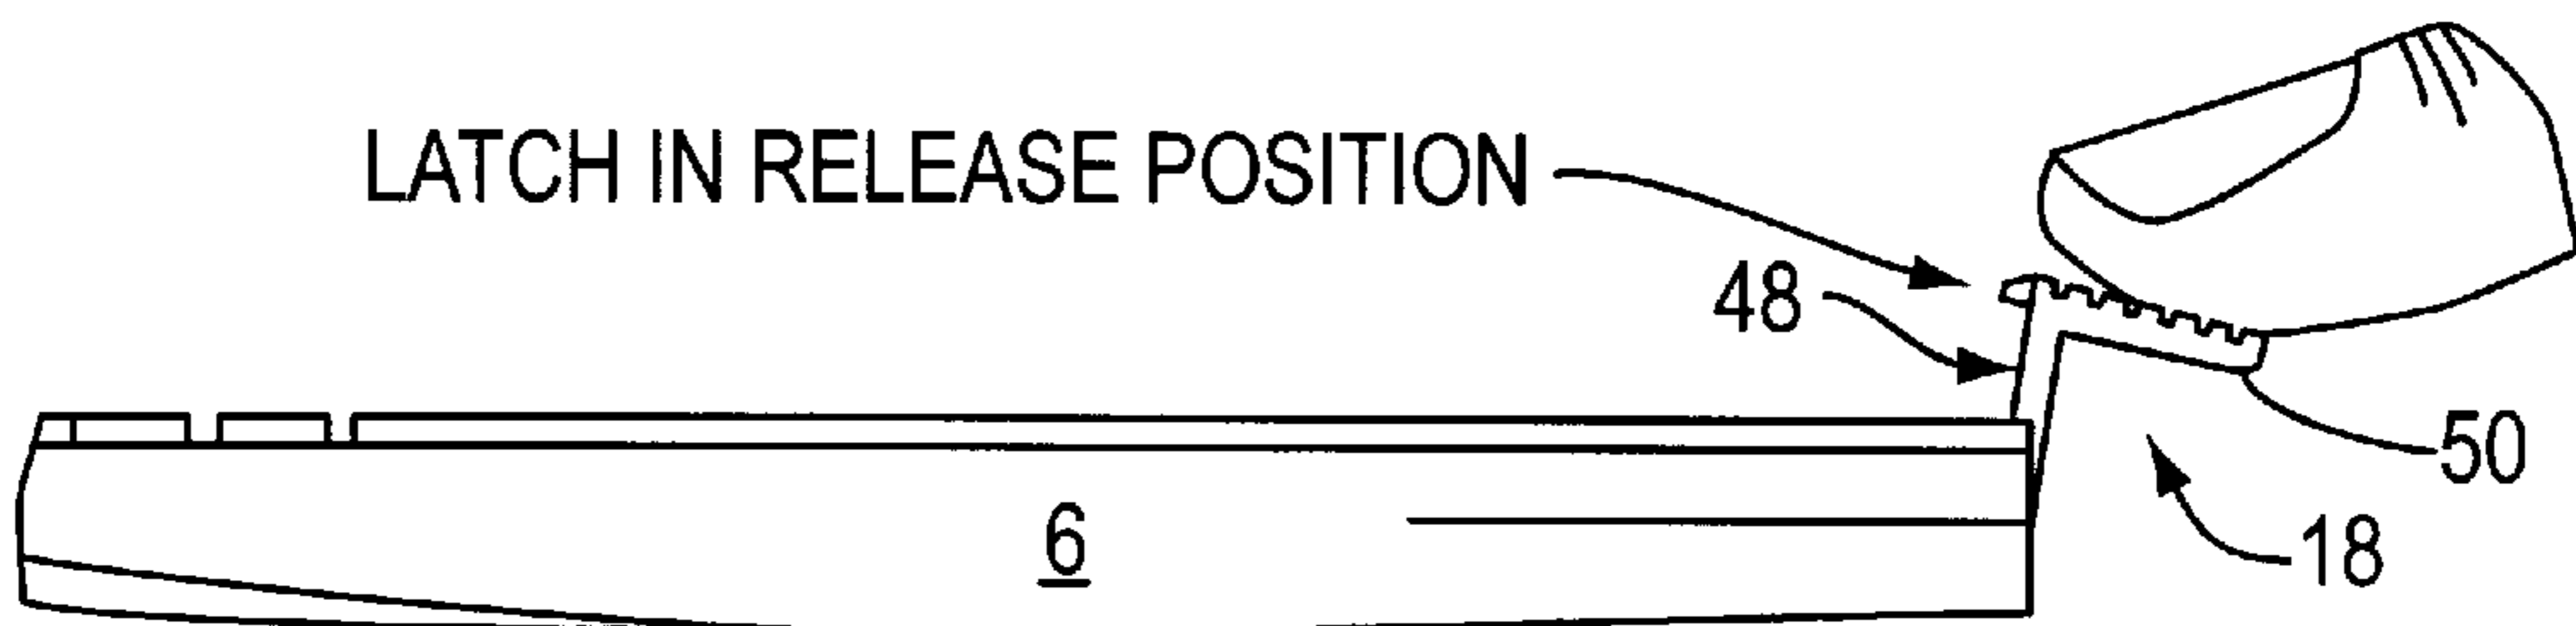 LATCH IN RELEASE POSITION
48
50
6
18